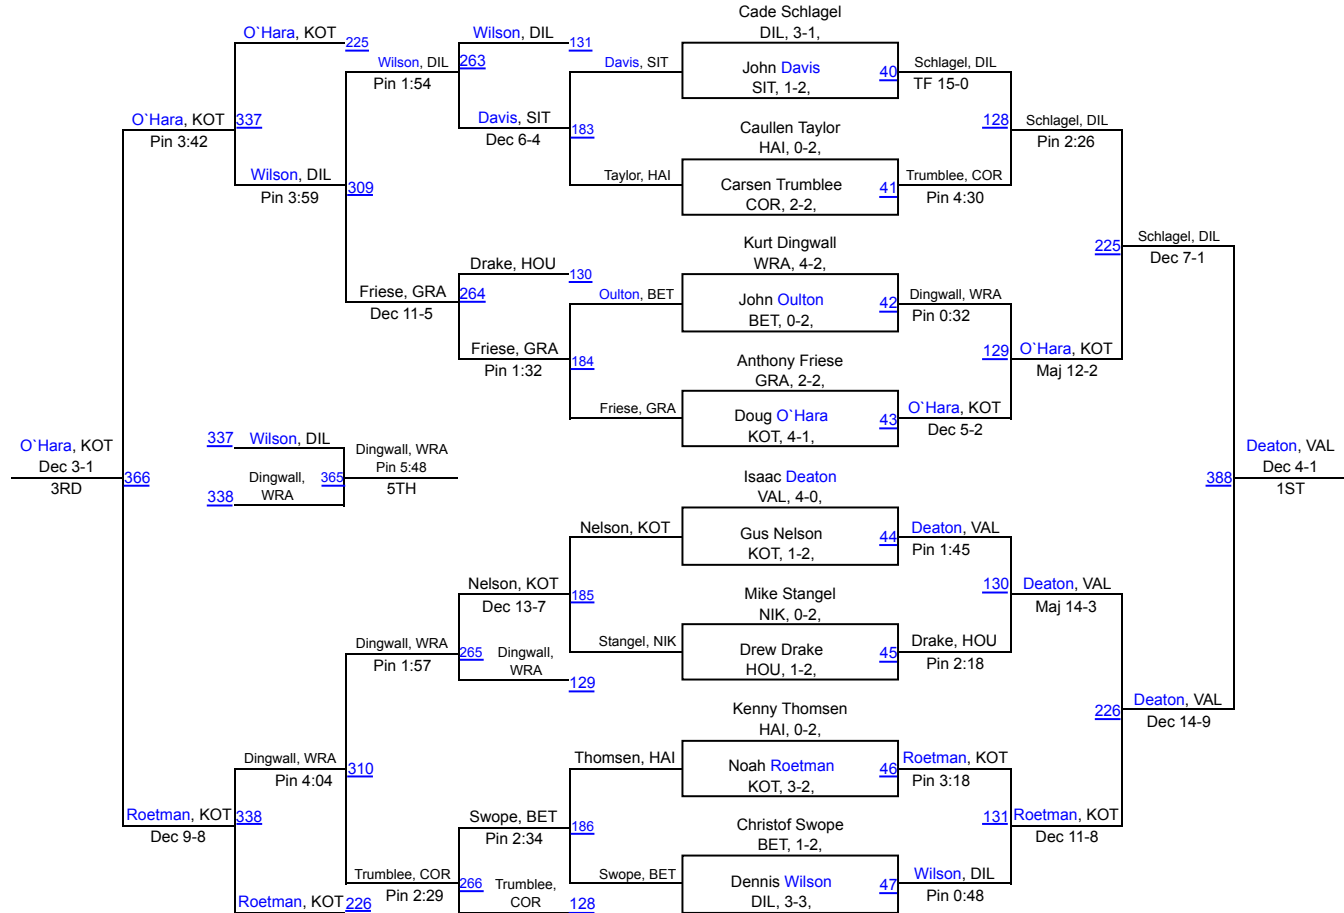 Cade Schlagel
DIL, 3-1,
John Davis
SIT, 1-2,
Caullen Taylor
HAI, 0-2,
Carsen Trumblee
COR, 2-2,
Kurt Dingwall
WRA, 4-2,
John Oulton
BET, 0-2,
Anthony Friese
GRA, 2-2,
Doug O`Hara
KOT, 4-1,
Isaac Deaton
VAL, 4-0,
Gus Nelson
KOT, 1-2,
Mike Stangel
NIK, 0-2,
Drew Drake
HOU, 1-2,
Kenny Thomsen
HAI, 0-2,
Noah Roetman
KOT, 3-2,
Christof Swope
BET, 1-2,
Dennis Wilson
DIL, 3-3,
40
Schlagel, DIL
TF 15-0
41
Trumblee, COR
Pin 4:30
42
Dingwall, WRA
Pin 0:32
43
O`Hara, KOT
Dec 5-2
44
Deaton, VAL
Pin 1:45
45
Drake, HOU
Pin 2:18
46
Roetman, KOT
Pin 3:18
47
Wilson, DIL
Pin 0:48
128
Schlagel, DIL
Pin 2:26
129
O`Hara, KOT
Maj 12-2
130
Deaton, VAL
Maj 14-3
131
Roetman, KOT
Dec 11-8
225
Schlagel, DIL
Dec 7-1
226
Deaton, VAL
Dec 14-9
388
Deaton, VAL
Dec 4-1
1ST
Davis, SIT
Taylor, HAI
Oulton, BET
Friese, GRA
Nelson, KOT
Stangel, NIK
Thomsen, HAI
Swope, BET
Wilson, DIL
131
Davis, SIT
Dec 6-4
183
Drake, HOU
130
Friese, GRA
Pin 1:32
184
Nelson, KOT
Dec 13-7
185
Dingwall,
WRA
129
Swope, BET
Pin 2:34
186
Trumblee,
COR
128
Wilson, DIL
Pin 1:54
263
Friese, GRA
Dec 11-5
264
Dingwall, WRA
Pin 1:57
265
Trumblee, COR
Pin 2:29
266
O`Hara, KOT
225
Wilson, DIL
Pin 3:59
309
Dingwall, WRA
Pin 4:04
310
Roetman, KOT
226
O`Hara, KOT
Pin 3:42
337
Roetman, KOT
Dec 9-8
338
O`Hara, KOT
Dec 3-1
3RD
366
337
Wilson, DIL
338
Dingwall,
WRA
365
Dingwall, WRA
Pin 5:48
5TH